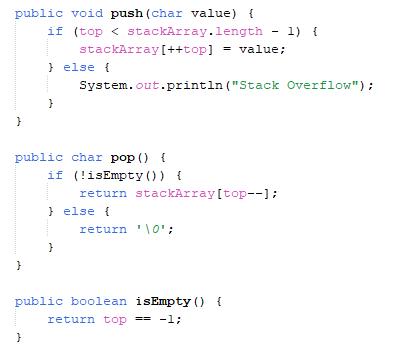 public void push(char value) {
    if (top < stackArray.length - 1) {
        stackArray[++top] = value;
    } else {
        System.out.println("Stack Overflow");
    }
}

public char pop() {
    if (!isEmpty()) {
        return stackArray[top--];
    } else {
        return '\0';
    }
}

public boolean isEmpty() {
    return top == -1;
}